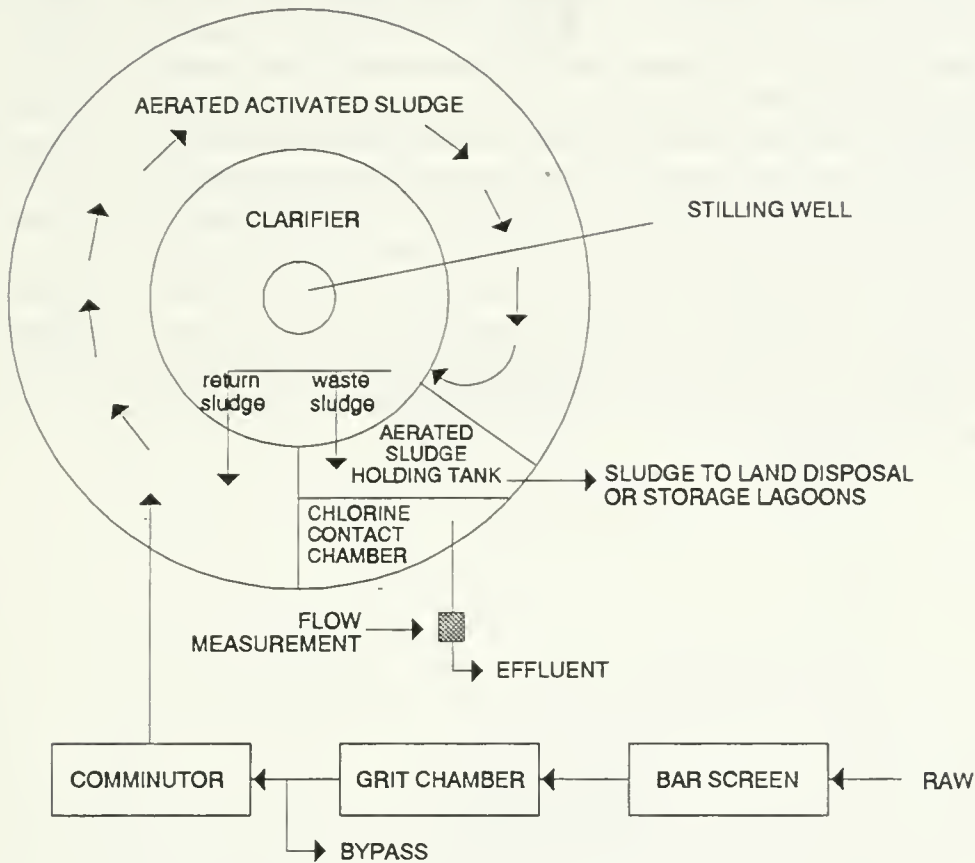 AERATED ACTIVATED SLUDGE
CLARIFIER
STILLING WELL
return
sludge
waste
sludge
AERATED
SLUDGE
HOLDING TANK
SLUDGE TO LAND DISPOSAL
OR STORAGE LAGOONS
CHLORINE
CONTACT
CHAMBER
FLOW
MEASUREMENT
EFFLUENT
COMMINUTOR
GRIT CHAMBER
BAR SCREEN
RAW
BYPASS